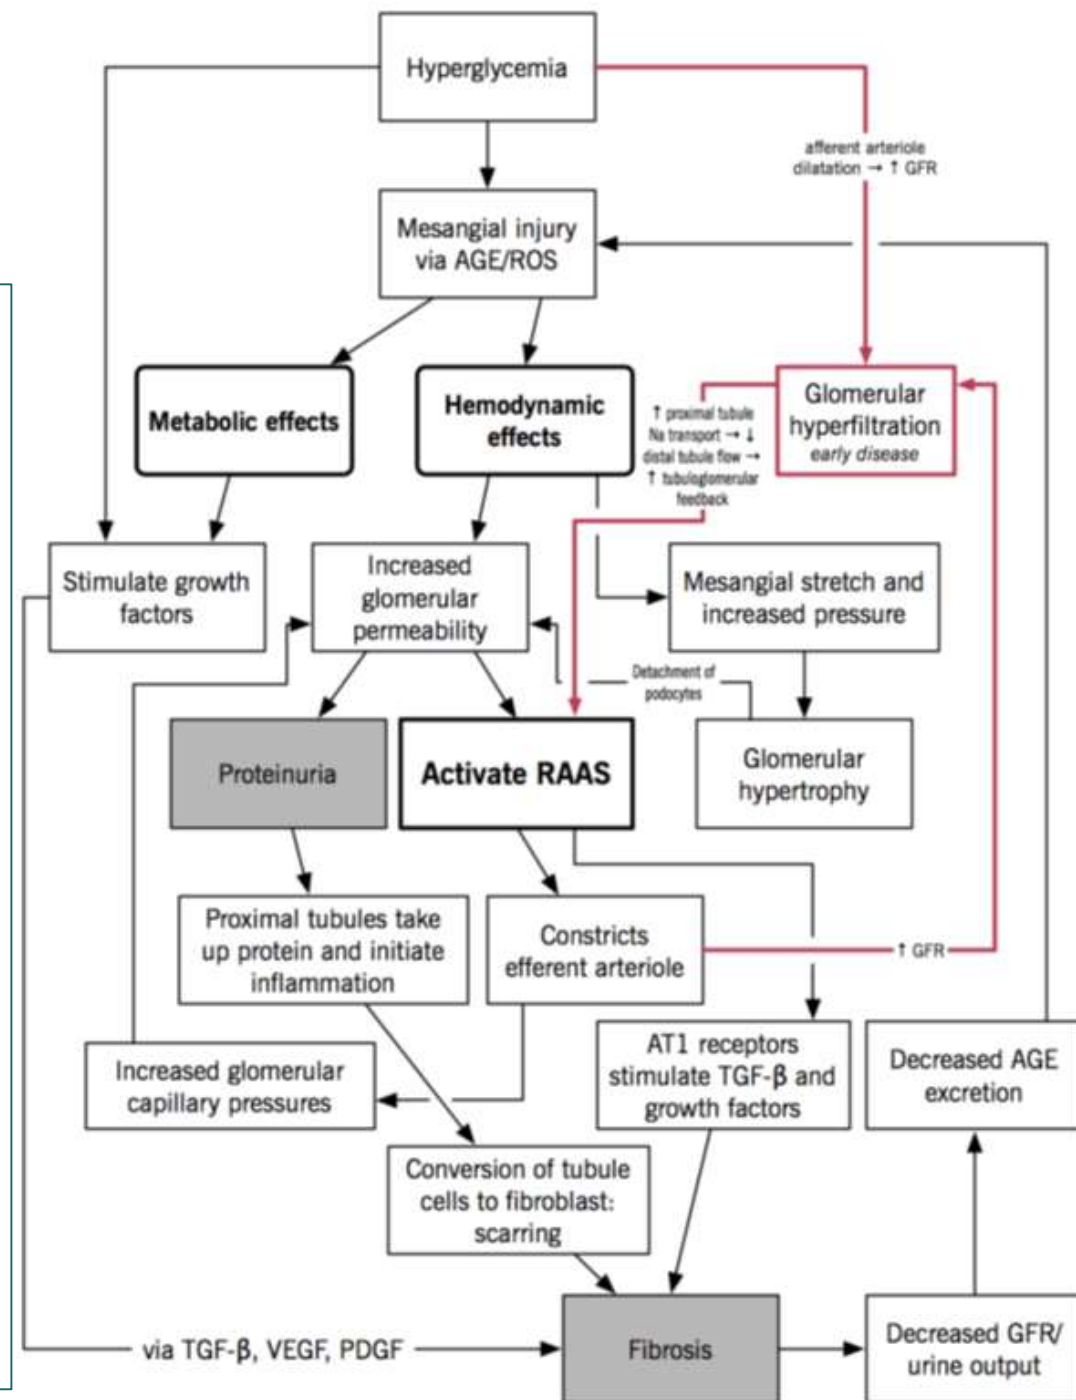 Hyperglycemia
afferent arteriole
dilatation → ↑ GFR
Mesangial injury
via AGE/ROS
Metabolic effects
Hemodynamic
effects
↑ proximal tubule
Na transport → ↓
distal tubule flow →
↑ tubuloglomerular
feedback
Glomerular
hyperfiltration
early disease
Stimulate growth
factors
Increased
glomerular
permeability
Mesangial stretch and
increased pressure
Detachment of
podocytes
Proteinuria
Activate RAAS
Glomerular
hypertrophy
Proximal tubules take
up protein and initiate
inflammation
Constricts
efferent arteriole
↑ GFR
Increased glomerular
capillary pressures
AT1 receptors
stimulate TGF-β and
growth factors
Decreased AGE
excretion
Conversion of tubule
cells to fibroblast:
scarring
via TGF-β, VEGF, PDGF
Fibrosis
Decreased GFR/
urine output